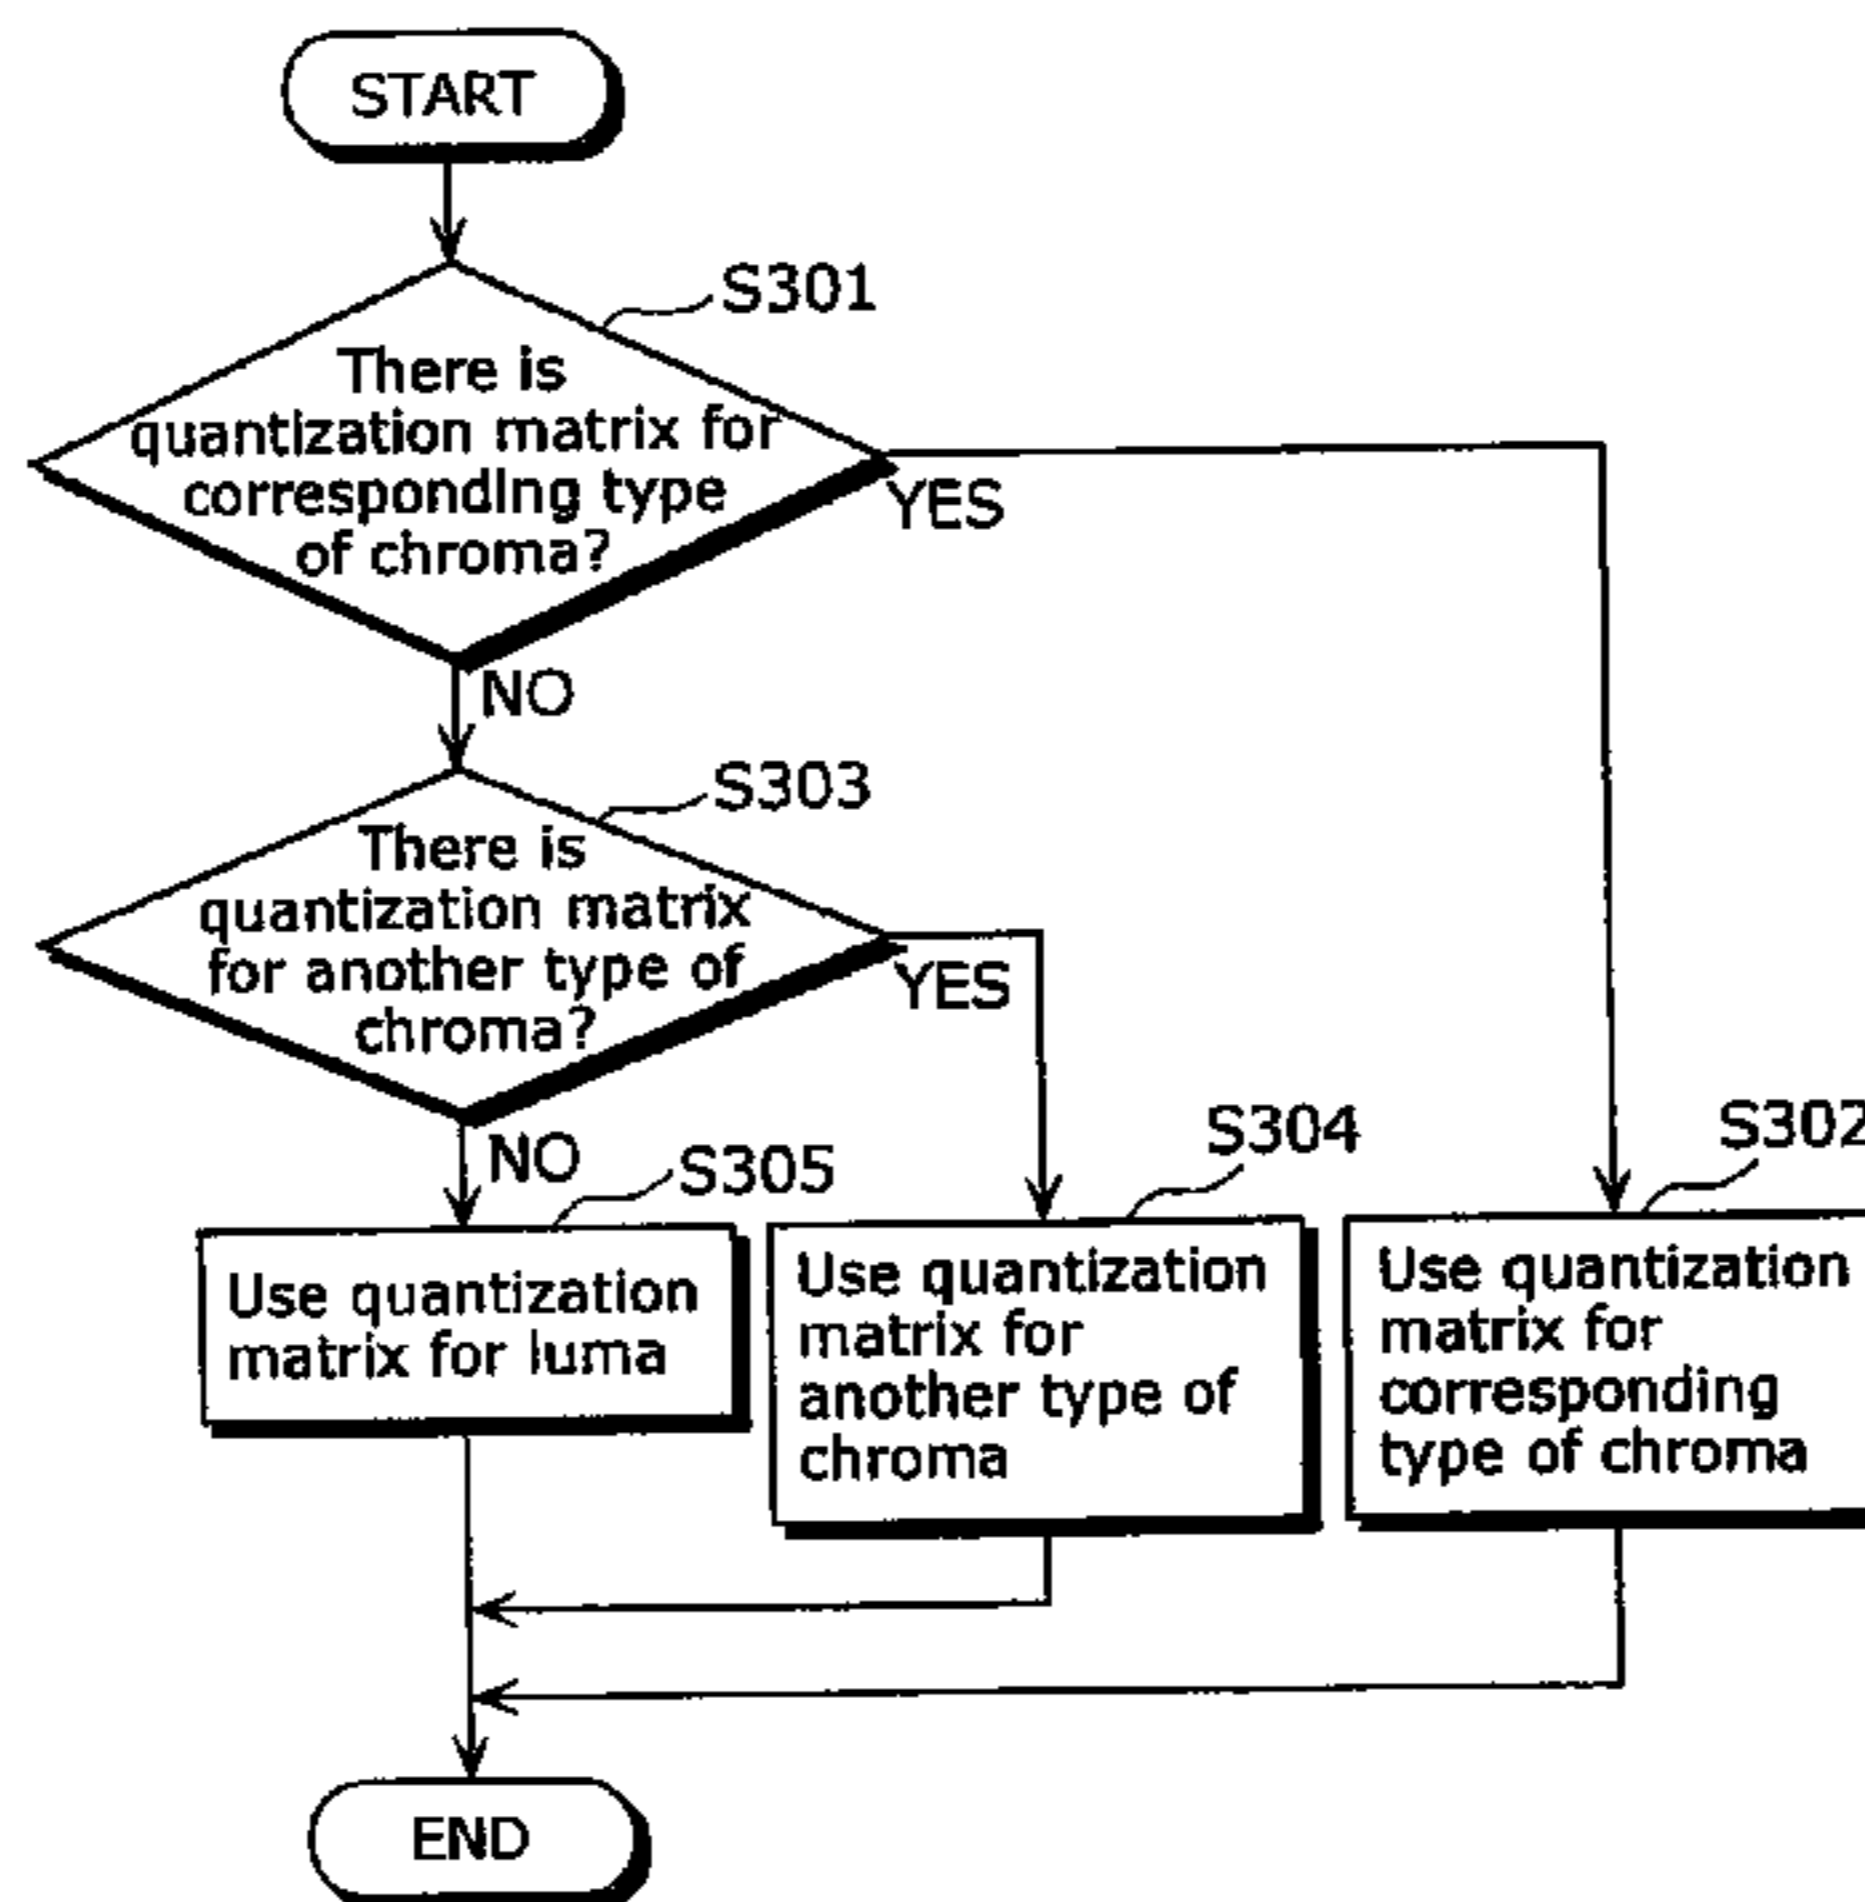 START
S301
There is
quantization matrix for
corresponding type
of chroma?
YES
NO
S303
There is
quantization matrix
for another type of
chroma?
YES
NO
S305
S304
S302
Use quantization
matrix for luma
Use quantization
matrix for
another type of
chroma
Use quantization
matrix for
corresponding
type of chroma
END